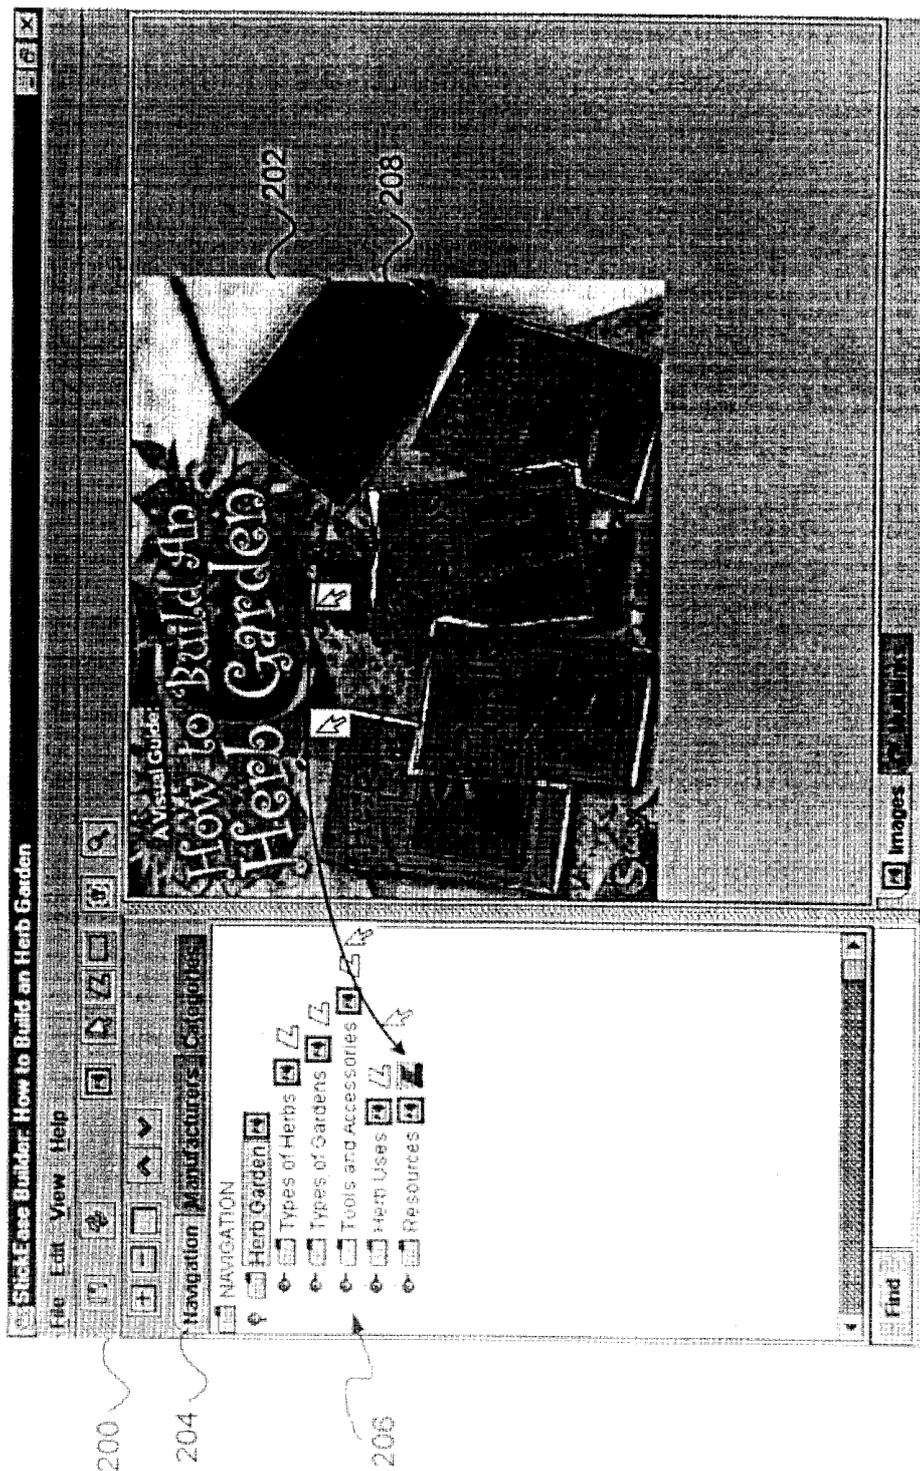 StickEase Builder: How to Build an Herb Garden
File Edit View Help
Navigation Manufacturers Categories
NAVIGATION
Herb Garden
Types of Herbs
Types of Gardens
Tools and Accessories
Herb Uses
Resources
Find
A Visual Guide:
How to Build An
Herb Garden
Images
200
204
206
202
208